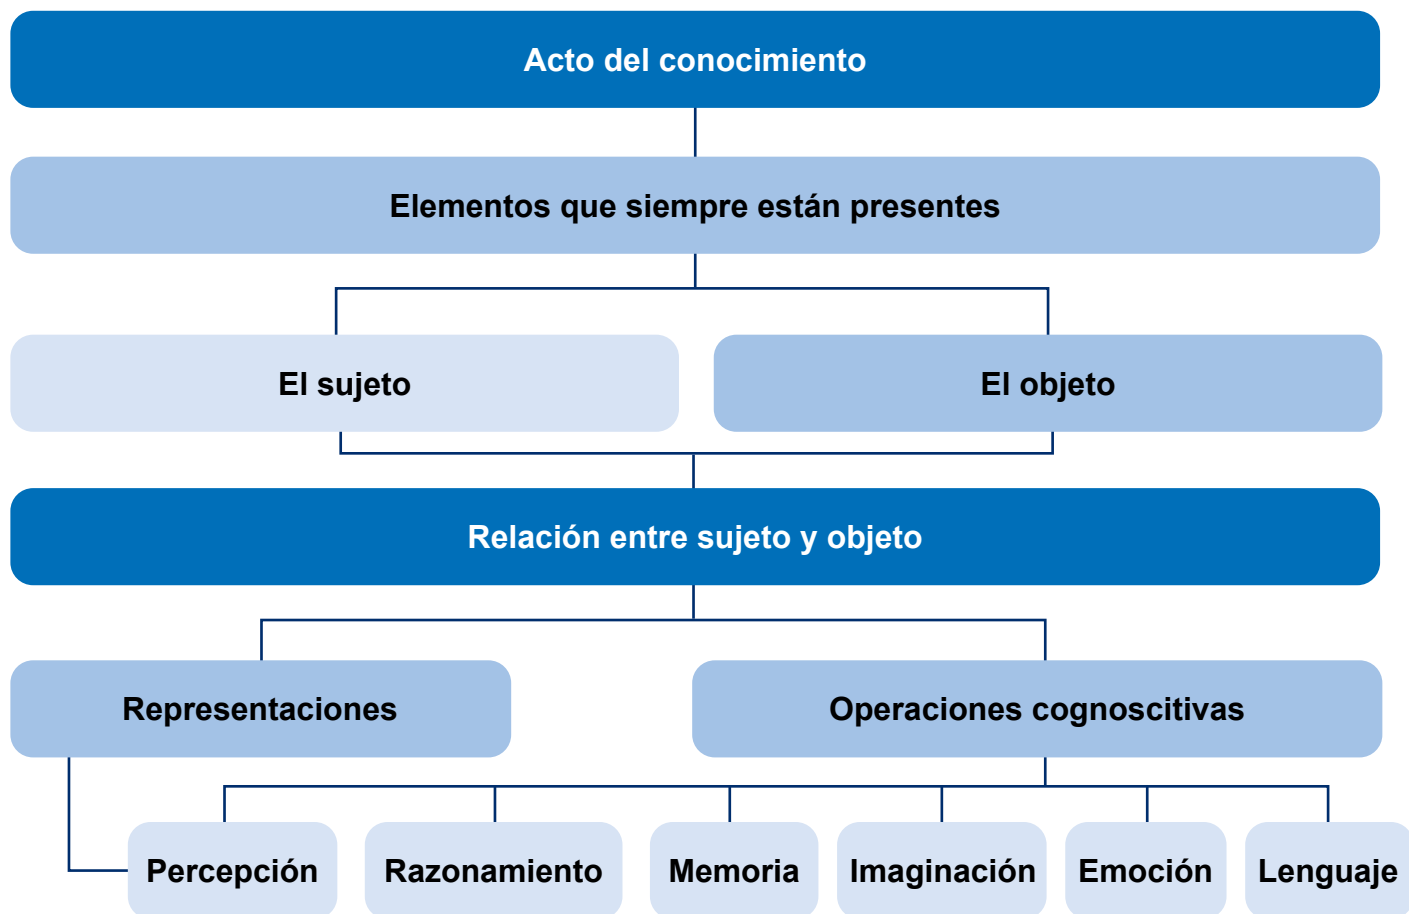 Acto del conocimiento
Elementos que siempre están presentes
El sujeto
El objeto
Relación entre sujeto y objeto
Representaciones
Operaciones cognoscitivas
Percepción
Razonamiento
Memoria
Imaginación
Emoción
Lenguaje